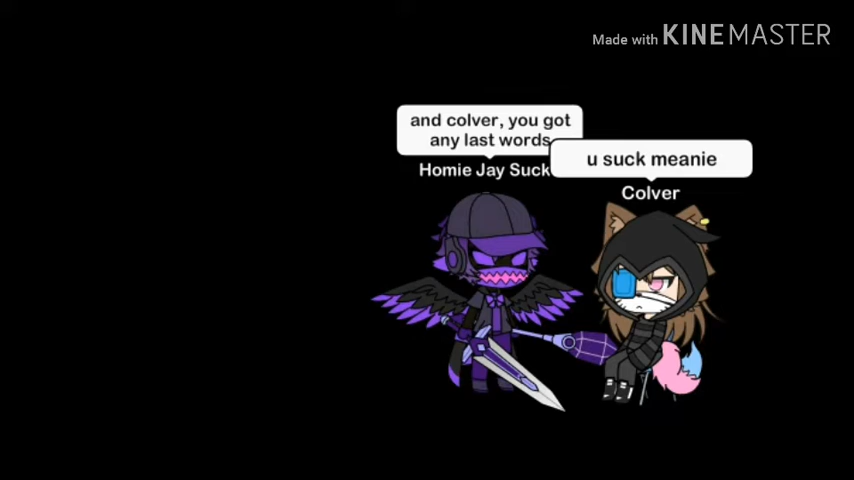 Made with KINEMASTER
and colver, you got
any last words
Homie Jay Suck
u suck meanie
Colver